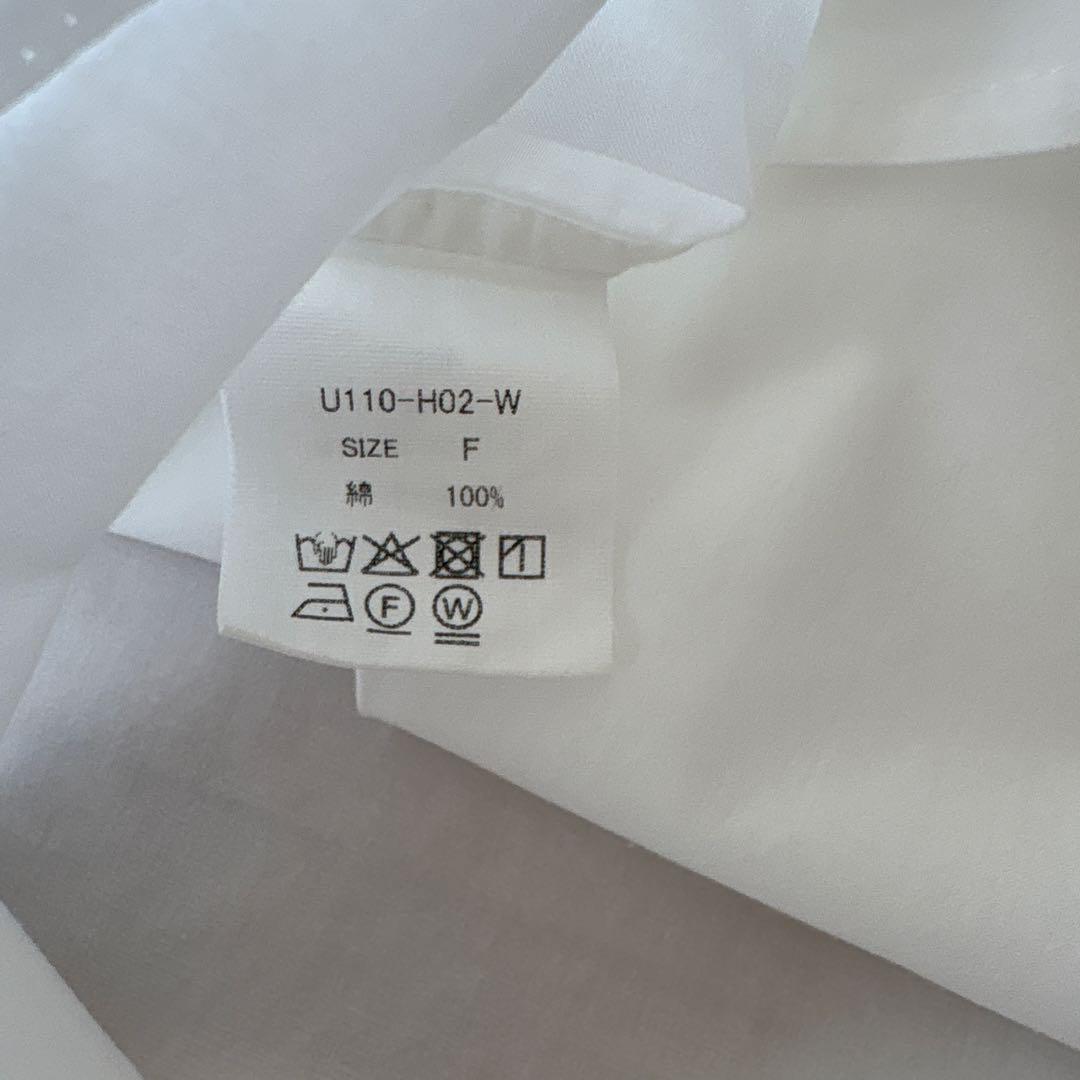 U110-H02-W
SIZE F
綿 100%
F W